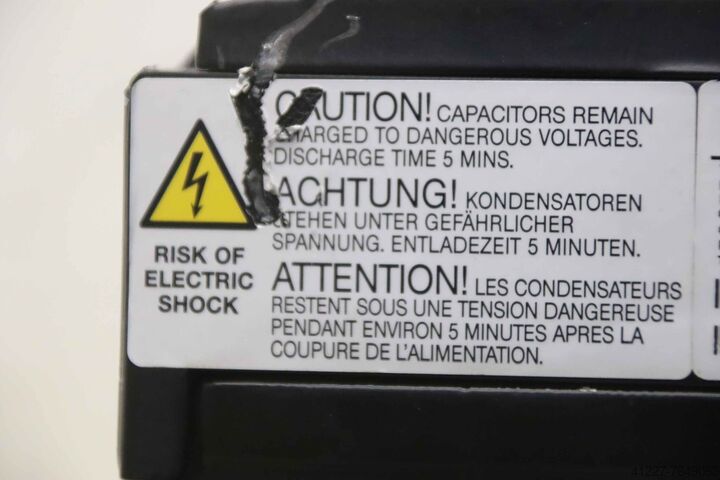 CAUTION! CAPACITORS REMAIN
CHARGED TO DANGEROUS VOLTAGES.
DISCHARGE TIME 5 MINS.
ACHTUNG! KONDENSATOREN
STEHEN UNTER GEFÄHRLICHER
SPANNUNG. ENTLADEZEIT 5 MINUTEN.
RISK OF
ELECTRIC
SHOCK
ATTENTION! LES CONDENSATEURS
RESTENT SOUS UNE TENSION DANGEREUSE
PENDANT ENVIRON 5 MINUTES APRES LA
COUPURE DE L'ALIMENTATION.